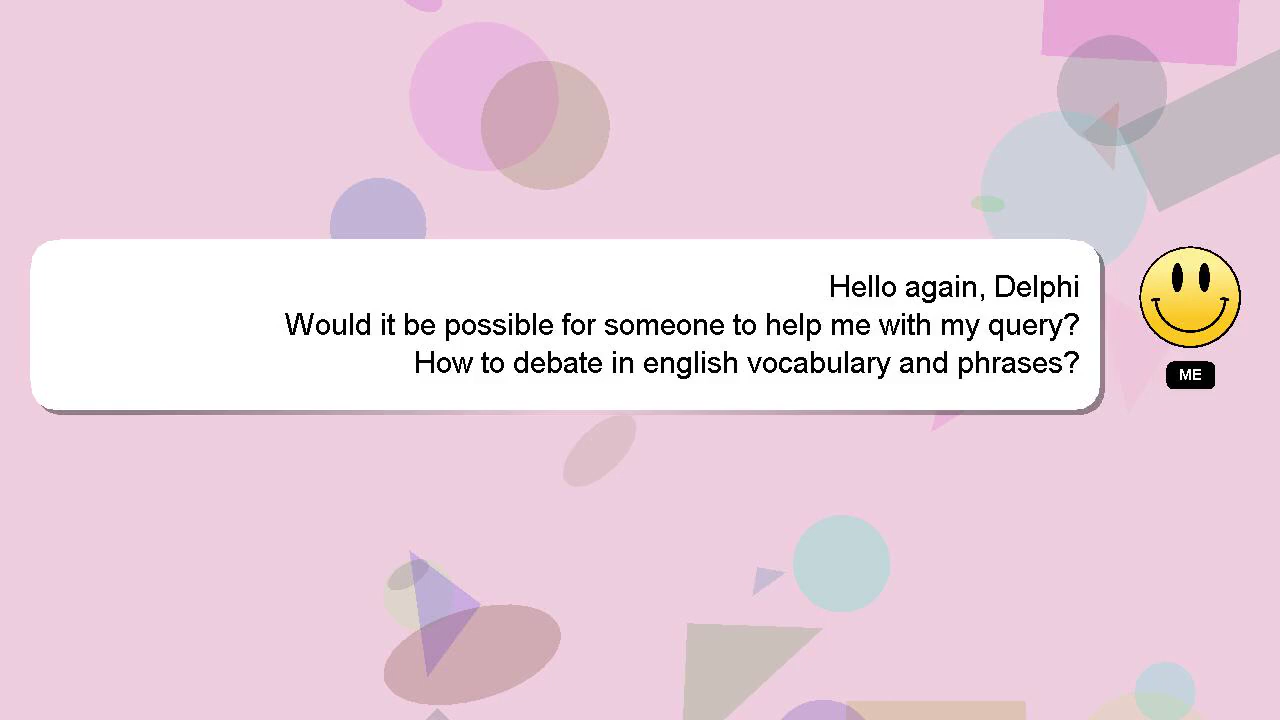 Hello again, Delphi
Would it be possible for someone to help me with my query?
How to debate in english vocabulary and phrases?
ME